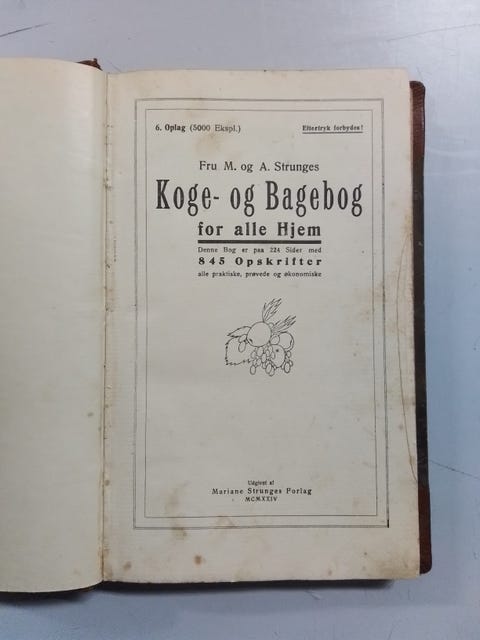 6. Oplag (5000 Ekspl.) Eftertryk forbydes!
Fru M. og A. Strunges
Koge- og Bagebog
for alle Hjem
Denne Bog er paa 224 Sider med
845 Opskrifter
alle praktiske, prøvede og økonomiske
Udgivet af
Mariane Strunges Forlag
MCMXXIV